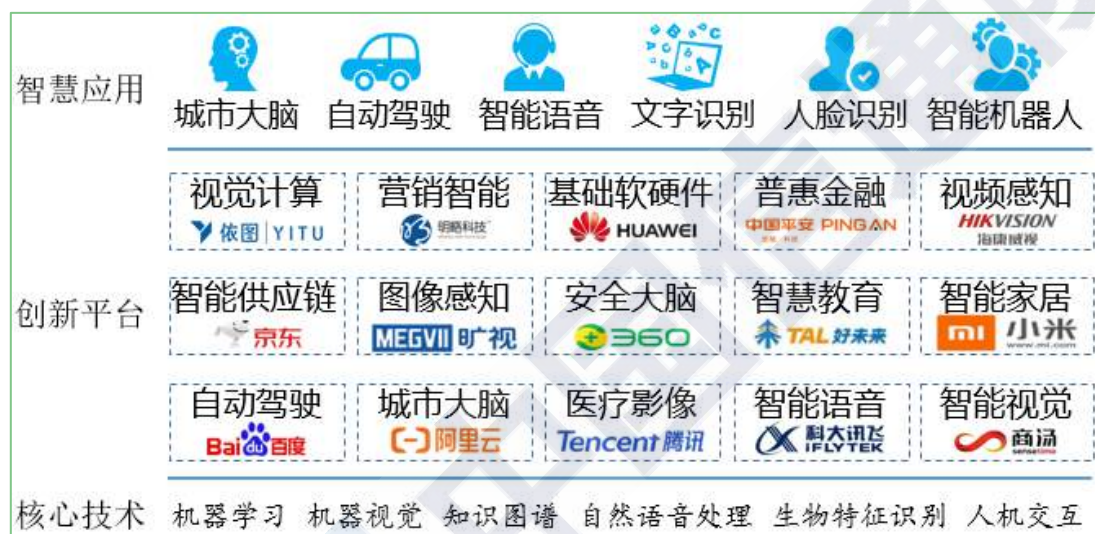 智慧应用
城市大脑 自动驾驶 智能语音 文字识别 人脸识别 智能机器人
视觉计算 营销智能 基础软硬件 普惠金融 视频感知
依图 YITU 明略科技 HUAWEI 中国平安 PING AN HIKVISION 海康威视
创新平台
智能供应链 图像感知 安全大脑 智慧教育 智能家居
京东 MEGVII 旷视 360 TAL 好未来 mi 小米 www.mi.com
自动驾驶 城市大脑 医疗影像 智能语音 智能视觉
Bai du 百度 阿里云 Tencent 腾讯 科大讯飞 IFLYTEK 商汤 sensetime
核心技术 机器学习 机器视觉 知识图谱 自然语音处理 生物特征识别 人机交互